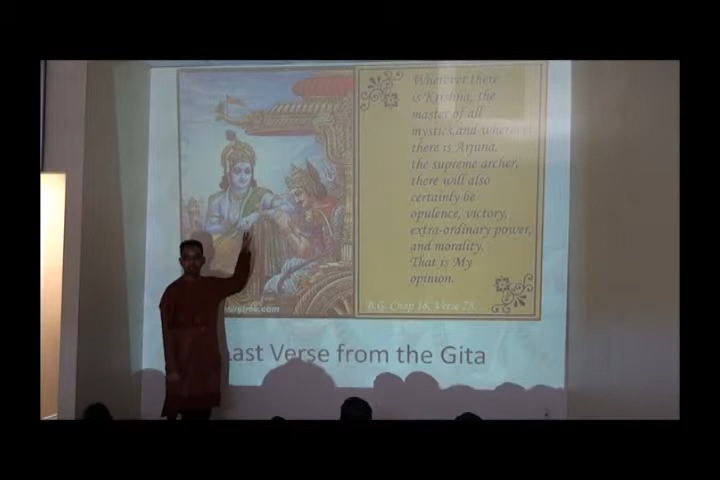 Wherever there
is Krishna, the
master of all
mystics, and wherever
there is Arjuna,
the supreme archer,
there will also
certainly be
opulence, victory,
extra-ordinary power,
and morality.
That is My
opinion.
B.G. Chap 18, Verse 78.
Last Verse from the Gita